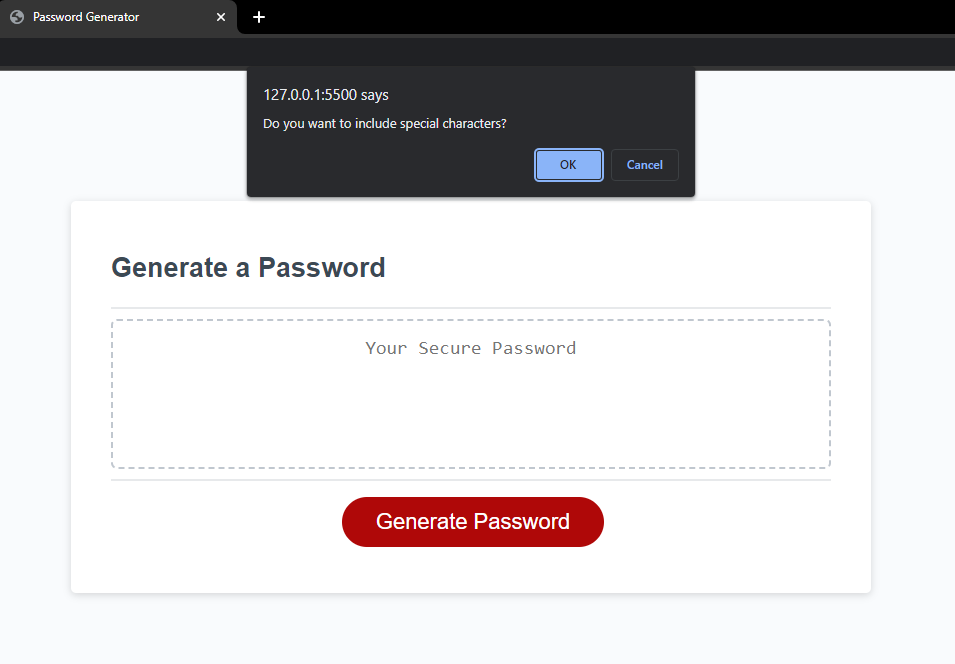 Password Generator
127.0.0.1:5500 says
Do you want to include special characters?
OK
Cancel
Generate a Password
Your Secure Password
Generate Password